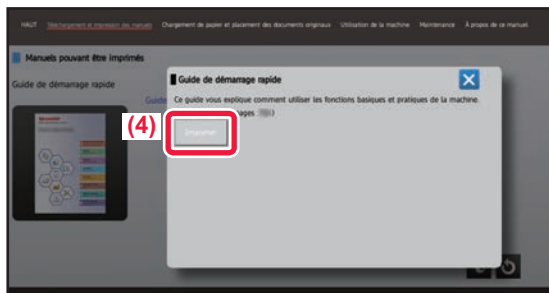 HAUT Téléchargement et impression des manuels Chargement de papier et placement des documents originaux Utilisation de la machine Maintenance À propos de ce manuel
Manuels pouvant être imprimés
Guide de démarrage rapide
Guide de démarrage rapide
Guide
Ce guide vous explique comment utiliser les fonctions basiques et pratiques de la machine.
ages
(4)
Imprimer